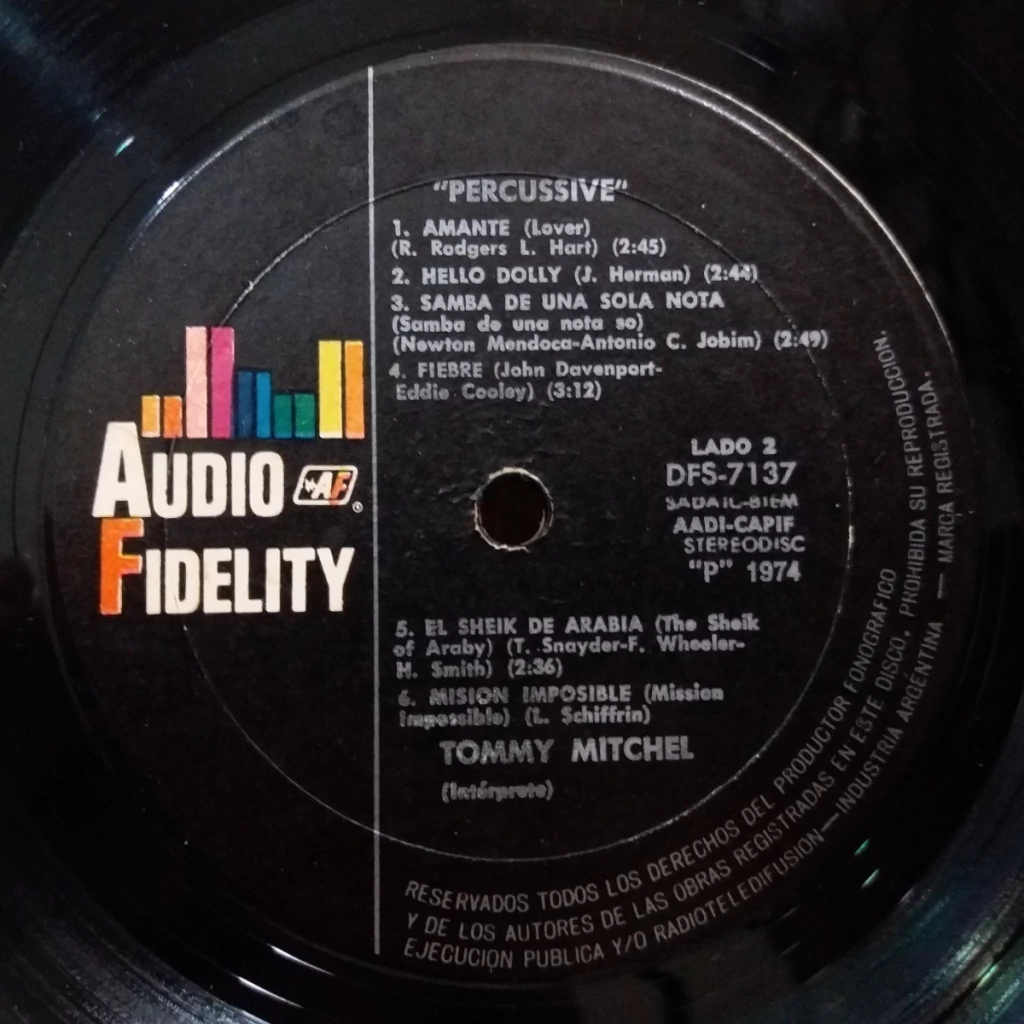 "PERCUSSIVE"
1. AMANTE (Lover)
(R. Rodgers L. Hart) (2:45)
2. HELLO DOLLY (J. Herman) (2:44)
3. SAMBA DE UNA SOLA NOTA
(Samba de una nota so)
(Newton Mendoca-Antonio C. Jobim) (2:49)
4. FIEBRE (John Davenport-
Eddie Cooley) (3:12)
AUDIO AF ®
FIDELITY
LADO 2
DFS-7137
SADAIC-BIEM
AADI-CAPIF
STEREODISC
"P" 1974
5. EL SHEIK DE ARABIA (The Sheik
of Araby) (T. Snayder-F. Wheeler-
H. Smith) (2:36)
6. MISION IMPOSIBLE (Mission
Impossible) (L. Schiffrin)
TOMMY MITCHEL
(Intérprete)
RESERVADOS TODOS LOS DERECHOS DEL PRODUCTOR FONOGRAFICO
Y DE LOS AUTORES DE LAS OBRAS REGISTRADAS EN ESTE DISCO. PROHIBIDA SU REPRODUCCION.
EJECUCION PUBLICA Y/O RADIOTELEDIFUSION—INDUSTRIA ARGENTINA — MARCA REGISTRADA.